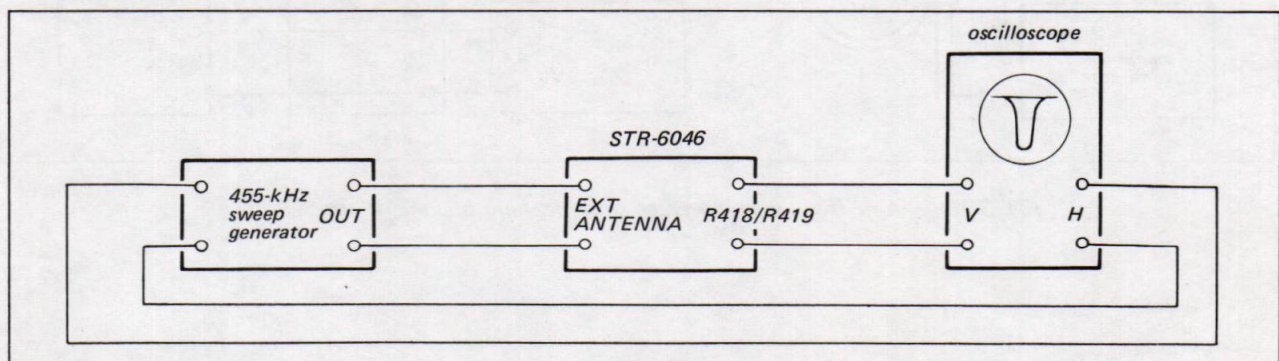 oscilloscope
STR-6046
455-kHz
sweep
generator
OUT
EXT
ANTENNA
R418/R419
V
H